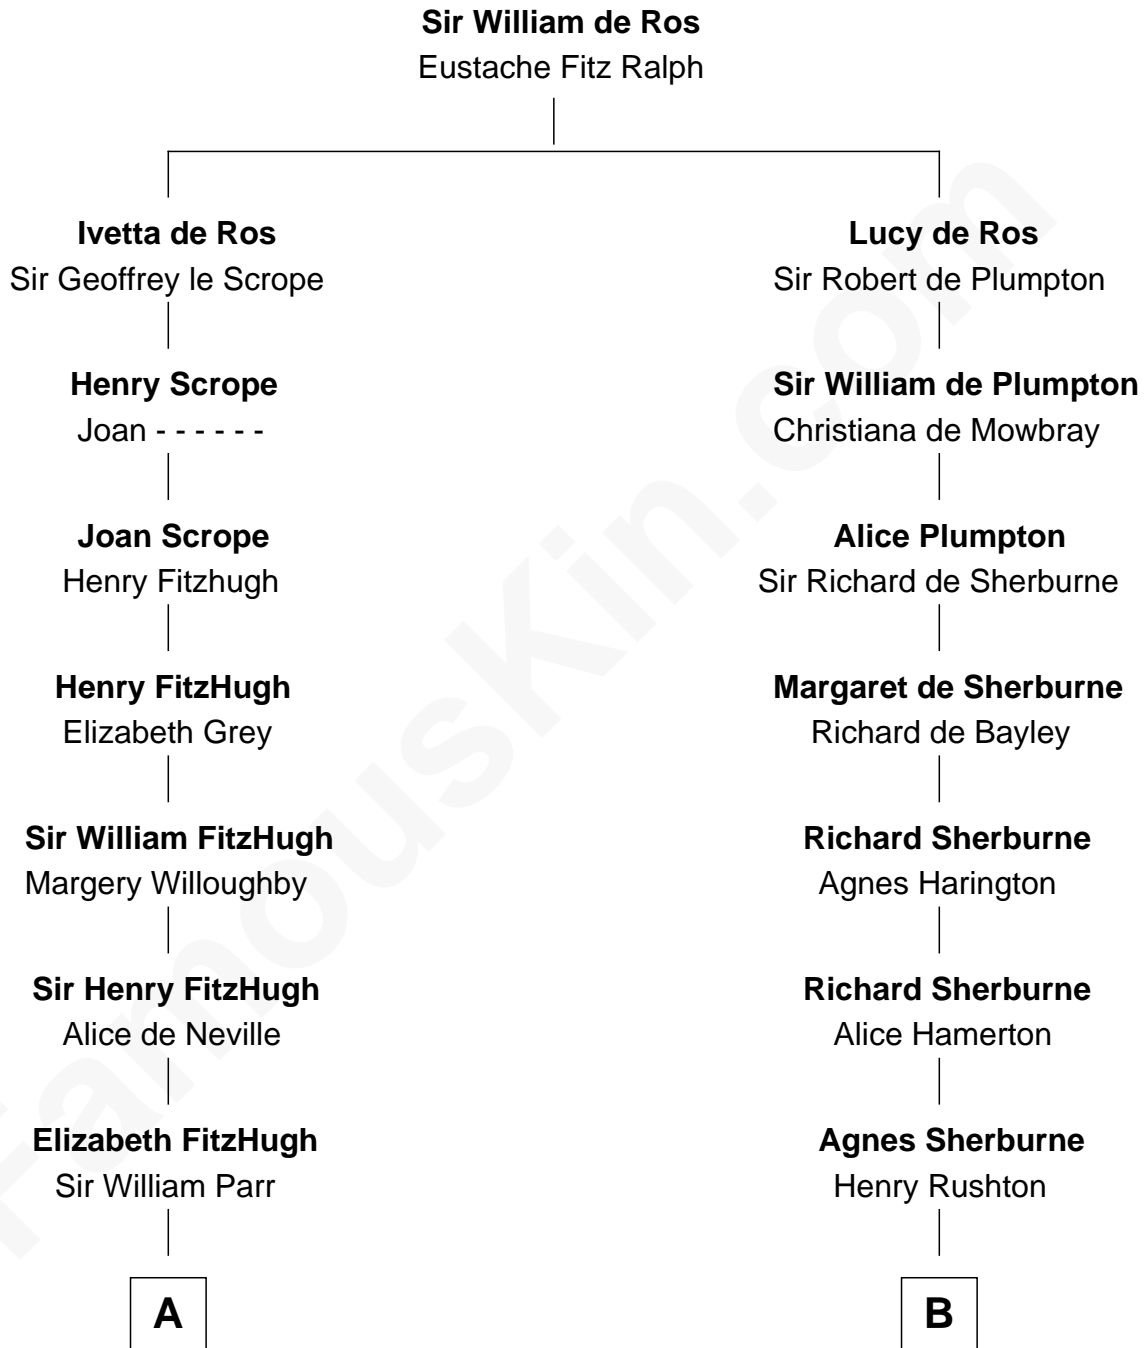 Sir William de Ros
Eustache Fitz Ralph
Ivetta de Ros
Sir Geoffrey le Scrope
Lucy de Ros
Sir Robert de Plumpton
Henry Scrope
Joan - - - - - -
Sir William de Plumpton
Christiana de Mowbray
Joan Scrope
Henry Fitzhugh
Alice Plumpton
Sir Richard de Sherburne
Henry FitzHugh
Elizabeth Grey
Margaret de Sherburne
Richard de Bayley
Sir William FitzHugh
Margery Willoughby
Richard Sherburne
Agnes Harington
Sir Henry FitzHugh
Alice de Neville
Richard Sherburne
Alice Hamerton
Elizabeth FitzHugh
Sir William Parr
Agnes Sherburne
Henry Rushton
A
B
FamousKin.com